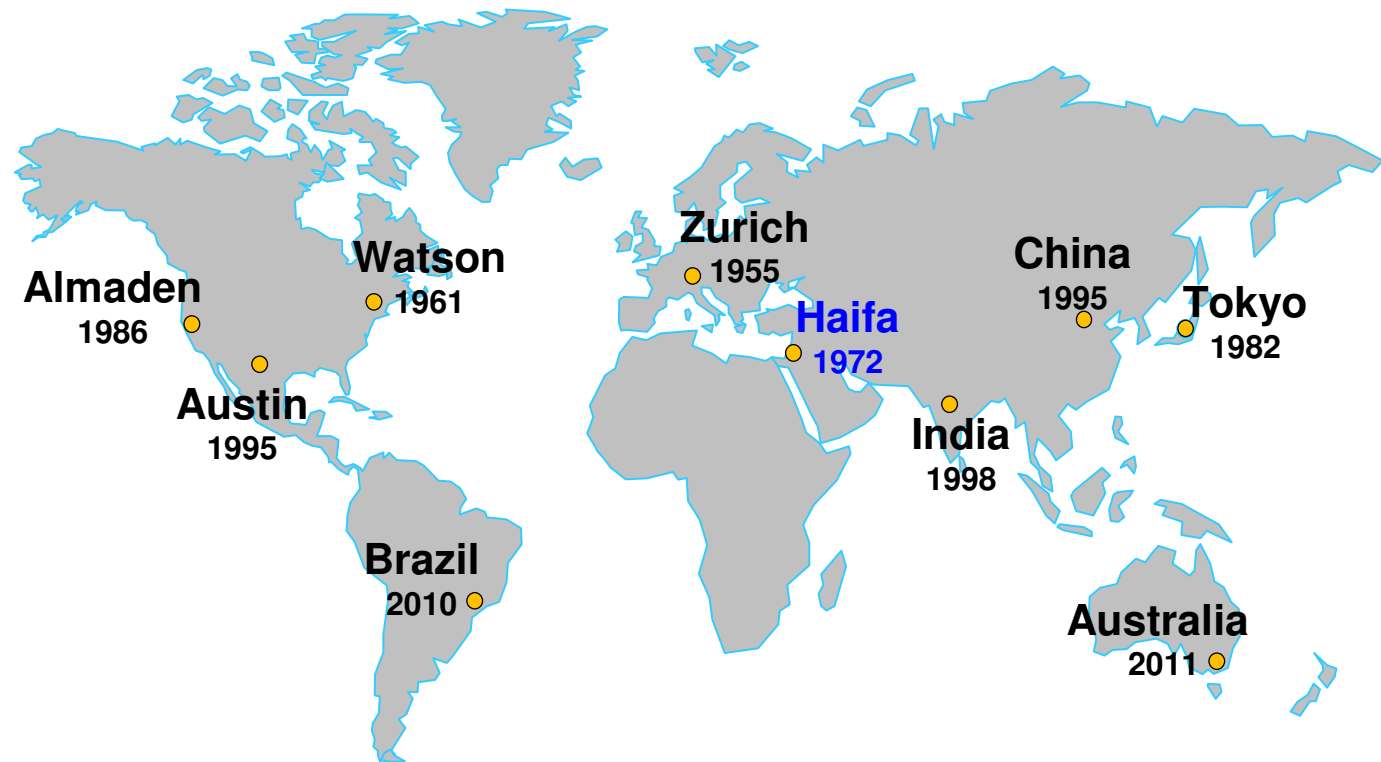 Zurich
1955
Watson
1961
China
1995
Almaden
1986
Tokyo
1982
Haifa
1972
Austin
1995
India
1998
Brazil
2010
Australia
2011